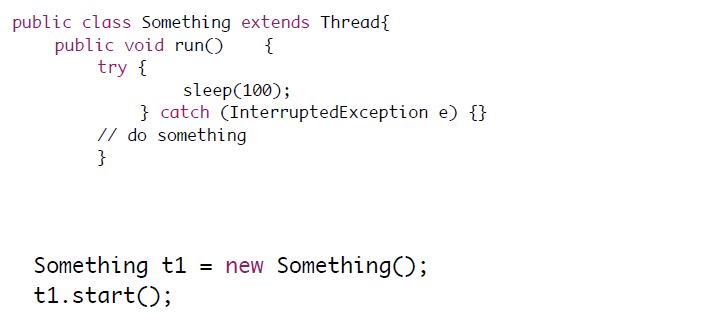 public class Something extends Thread{
public void run() {
try {
sleep(100);
} catch (InterruptedException e) {}
// do something
}
Something t1 = new Something();
t1.start();